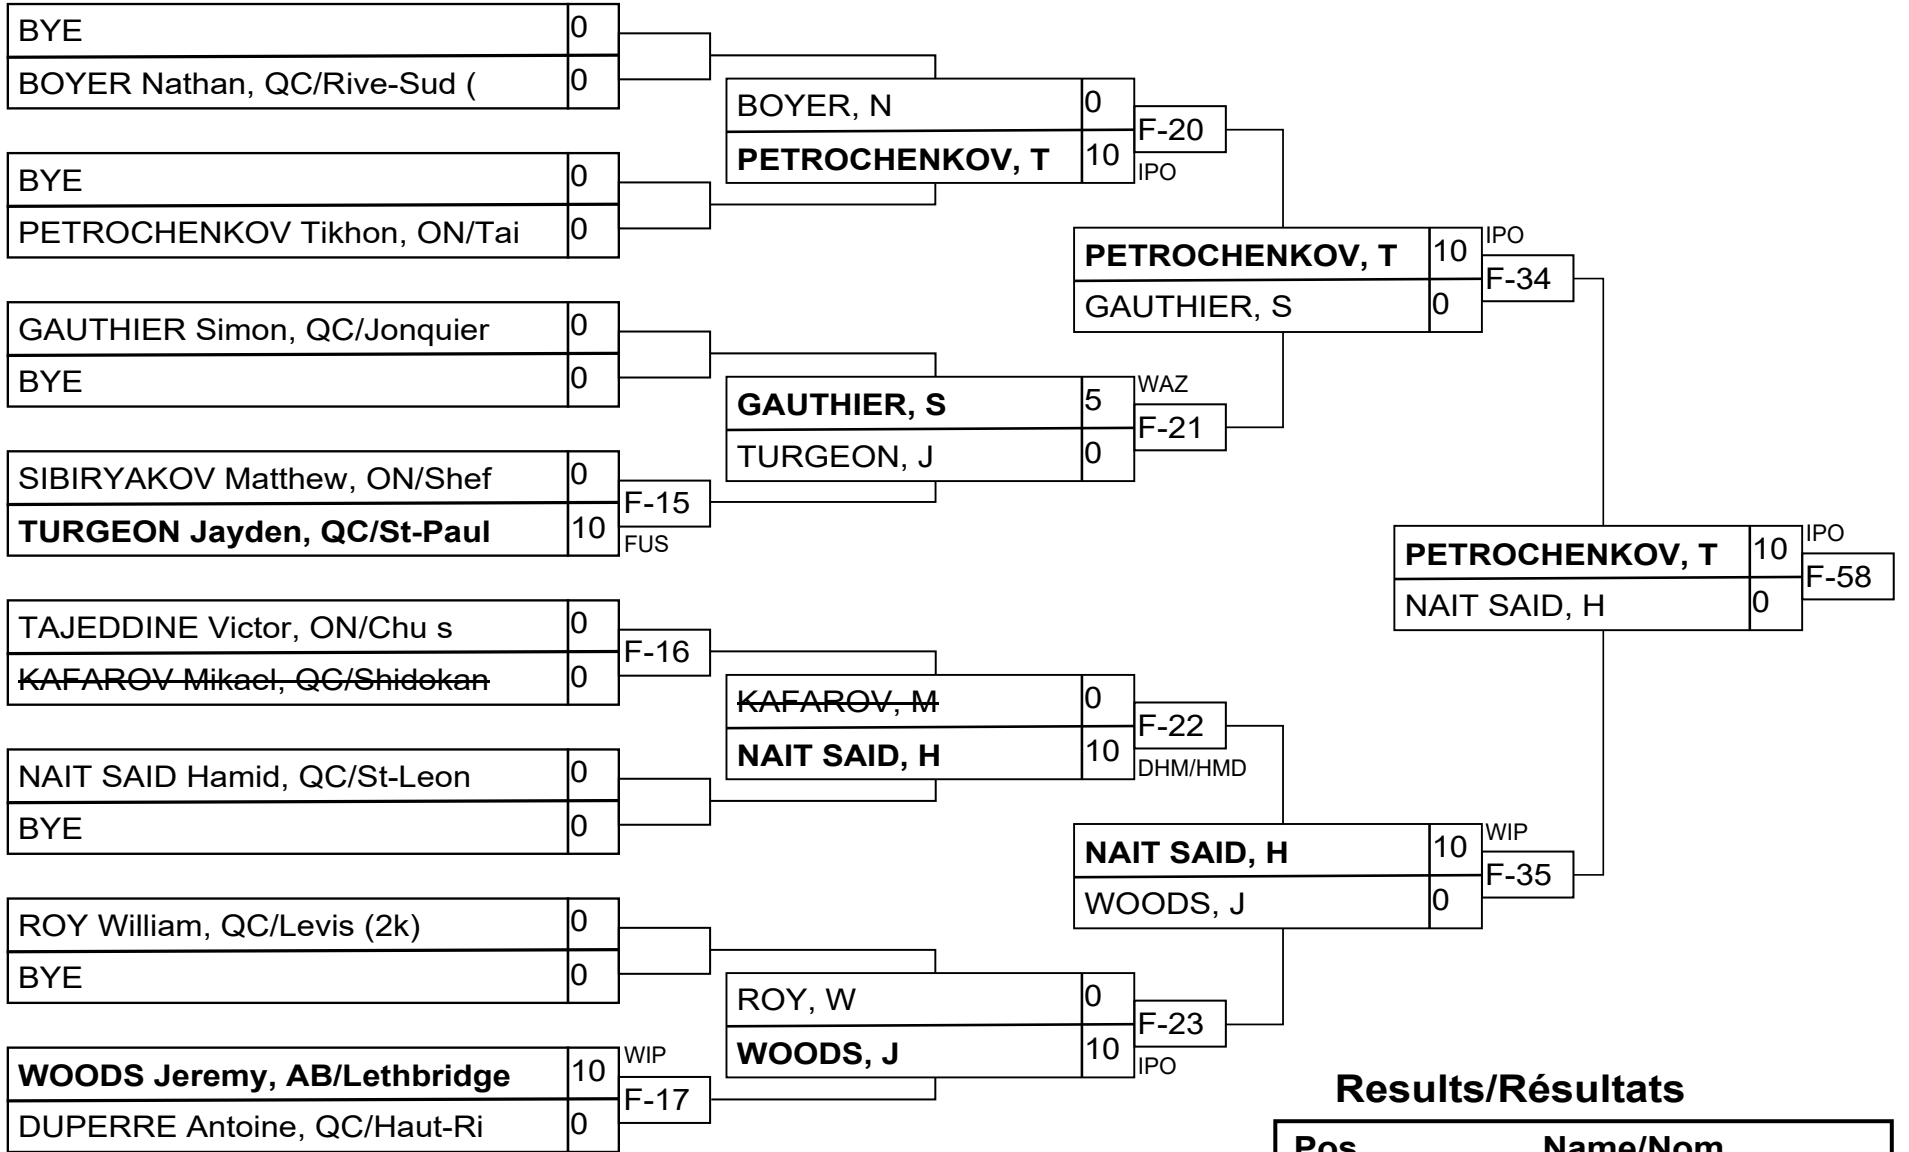 BYE 0
BOYER Nathan, QC/Rive-Sud ( 0
BYE 0
PETROCHENKOV Tikhon, ON/Tai 0
GAUTHIER Simon, QC/Jonquier 0
BYE 0
SIBIRYAKOV Matthew, ON/Shef 0
TURGEON Jayden, QC/St-Paul 10
F-15
FUS
TAJEDDINE Victor, ON/Chu s 0
KAFAROV Mikael, QC/Shidokan 0
F-16
NAIT SAID Hamid, QC/St-Leon 0
BYE 0
ROY William, QC/Levis (2k) 0
BYE 0
WOODS Jeremy, AB/Lethbridge 10
DUPERRE Antoine, QC/Haut-Ri 0
WIP
F-17
BOYER, N 0
PETROCHENKOV, T 10
F-20
IPO
GAUTHIER, S 5
TURGEON, J 0
WAZ
F-21
KAFAROV, M 0
NAIT SAID, H 10
F-22
DHM/HMD
ROY, W 0
WOODS, J 10
F-23
IPO
PETROCHENKOV, T 10
GAUTHIER, S 0
IPO
F-34
NAIT SAID, H 10
WOODS, J 0
WIP
F-35
PETROCHENKOV, T 10
NAIT SAID, H 0
IPO
F-58
Results/Résultats
Pos Name/Nom